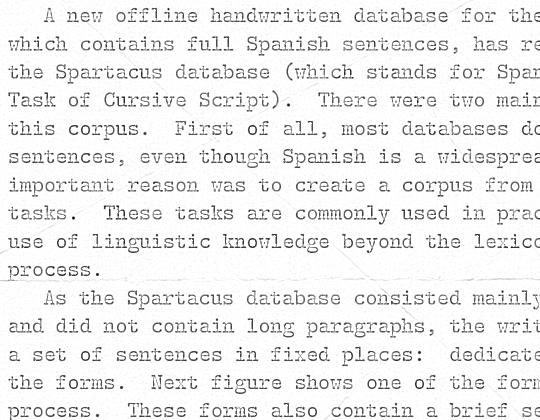 A new offline handwritten database for the
which contains full Spanish sentences, has re
the Spartacus database (which stands for Spar
Task of Cursive Script). There were two main
this corpus. First of all, most databases do
sentences, even though Spanish is a widesprea
important reason was to create a corpus from
tasks. These tasks are commonly used in prac
use of linguistic knowledge beyond the lexico
process.
As the Spartacus database consisted mainly
and did not contain long paragraphs, the writ
a set of sentences in fixed places: dedicate
the forms. Next figure shows one of the form
process. These forms also contain a brief se